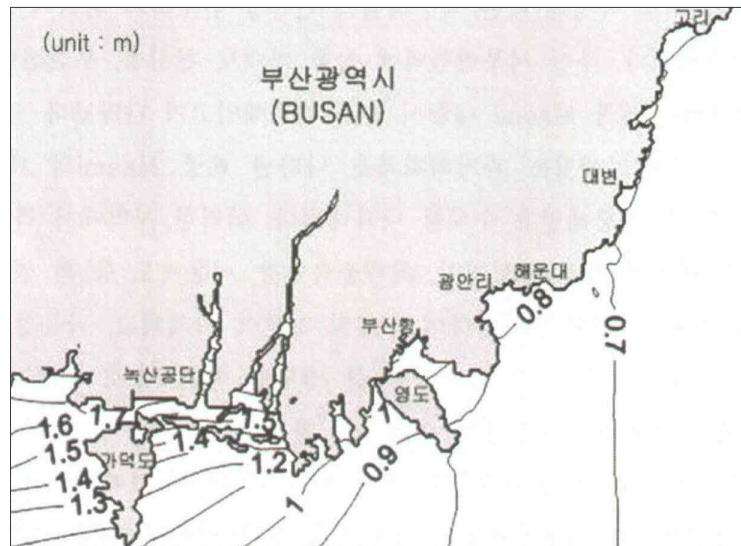 고리
(unit : m)
부산광역시
(BUSAN)
대변
해운대
광안리
0.8
부산항
0.7
녹산공단
영도
1.7
1.5
1
1.6
1.4
0.9
1.5
가덕도
1.2
1.4
1.3
1